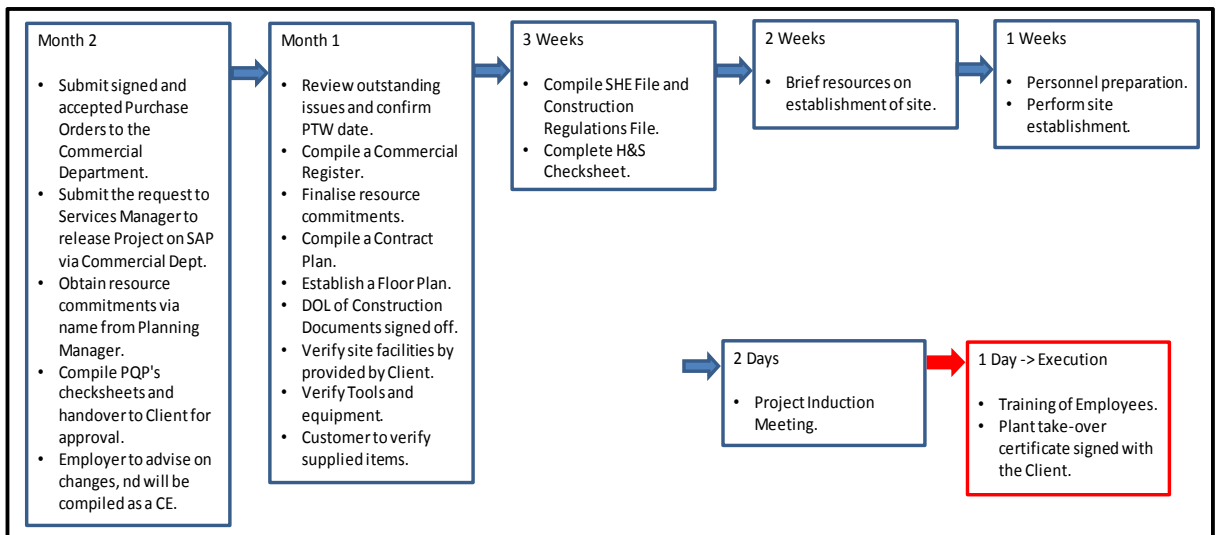 Month 2
• Submit signed and
accepted Purchase
Orders to the
Commercial
Department.
• Submit the request to
Services Manager to
release Project on SAP
via Commercial Dept.
• Obtain resource
commitments via
name from Planning
Manager.
• Compile PQP's
checksheets and
handover to Client for
approval.
• Employer to advise on
changes, nd will be
compiled as a CE.
Month 1
• Review outstanding
issues and confirm
PTW date.
• Compile a Commercial
Register.
• Finalise resource
commitments.
• Compile a Contract
Plan.
• Establish a Floor Plan.
• DOL of Construction
Documents signed off.
• Verify site facilities by
provided by Client.
• Verify Tools and
equipment.
• Customer to verify
supplied items.
3 Weeks
• Compile SHE File and
Construction
Regulations File.
• Complete H&S
Checksheet.
2 Weeks
• Brief resources on
establishment of site.
1 Weeks
• Personnel preparation.
• Perform site
establishment.
2 Days
• Project Induction
Meeting.
1 Day -> Execution
• Training of Employees.
• Plant take-over
certificate signed with
the Client.